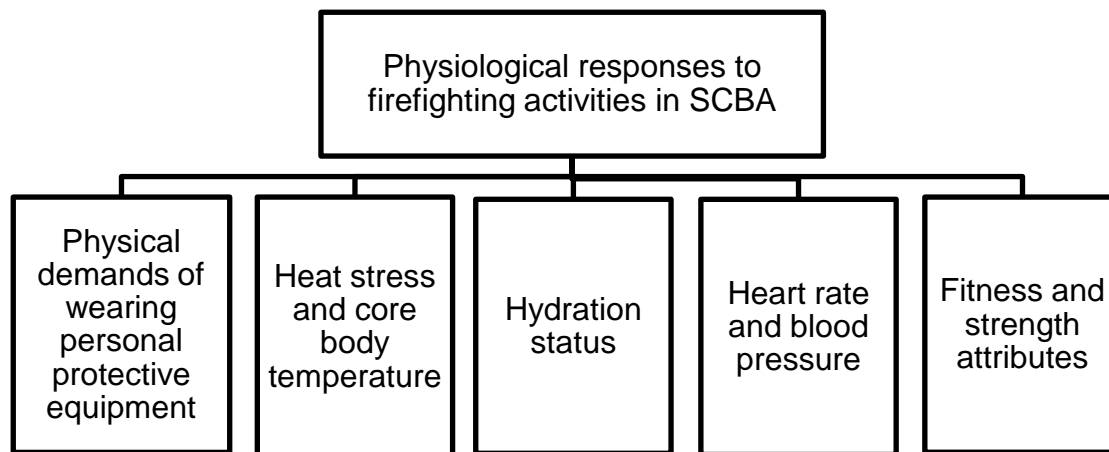 Physiological responses to
firefighting activities in SCBA
Physical
demands of
wearing
personal
protective
equipment
Heat stress
and core
body
temperature
Hydration
status
Heart rate
and blood
pressure
Fitness and
strength
attributes